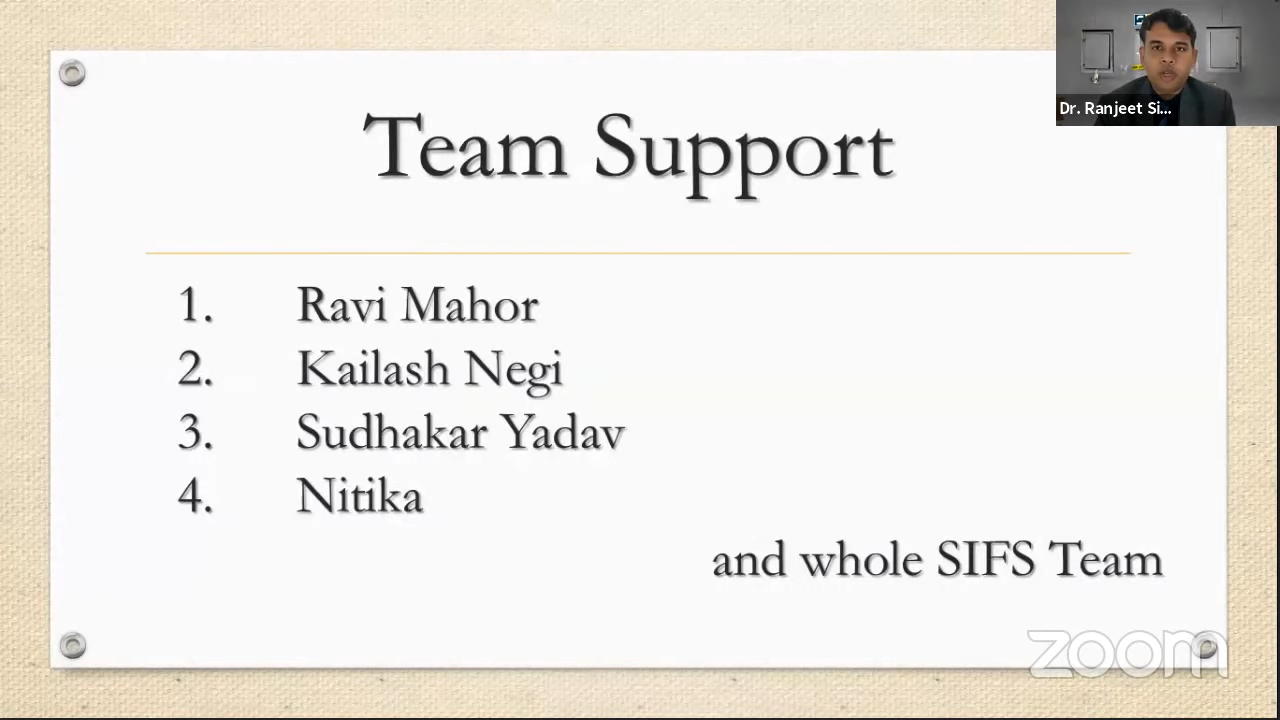 Dr. Ranjeet Si...
Team Support
1. Ravi Mahor
2. Kailash Negi
3. Sudhakar Yadav
4. Nitika
and whole SIFS Team
zoom